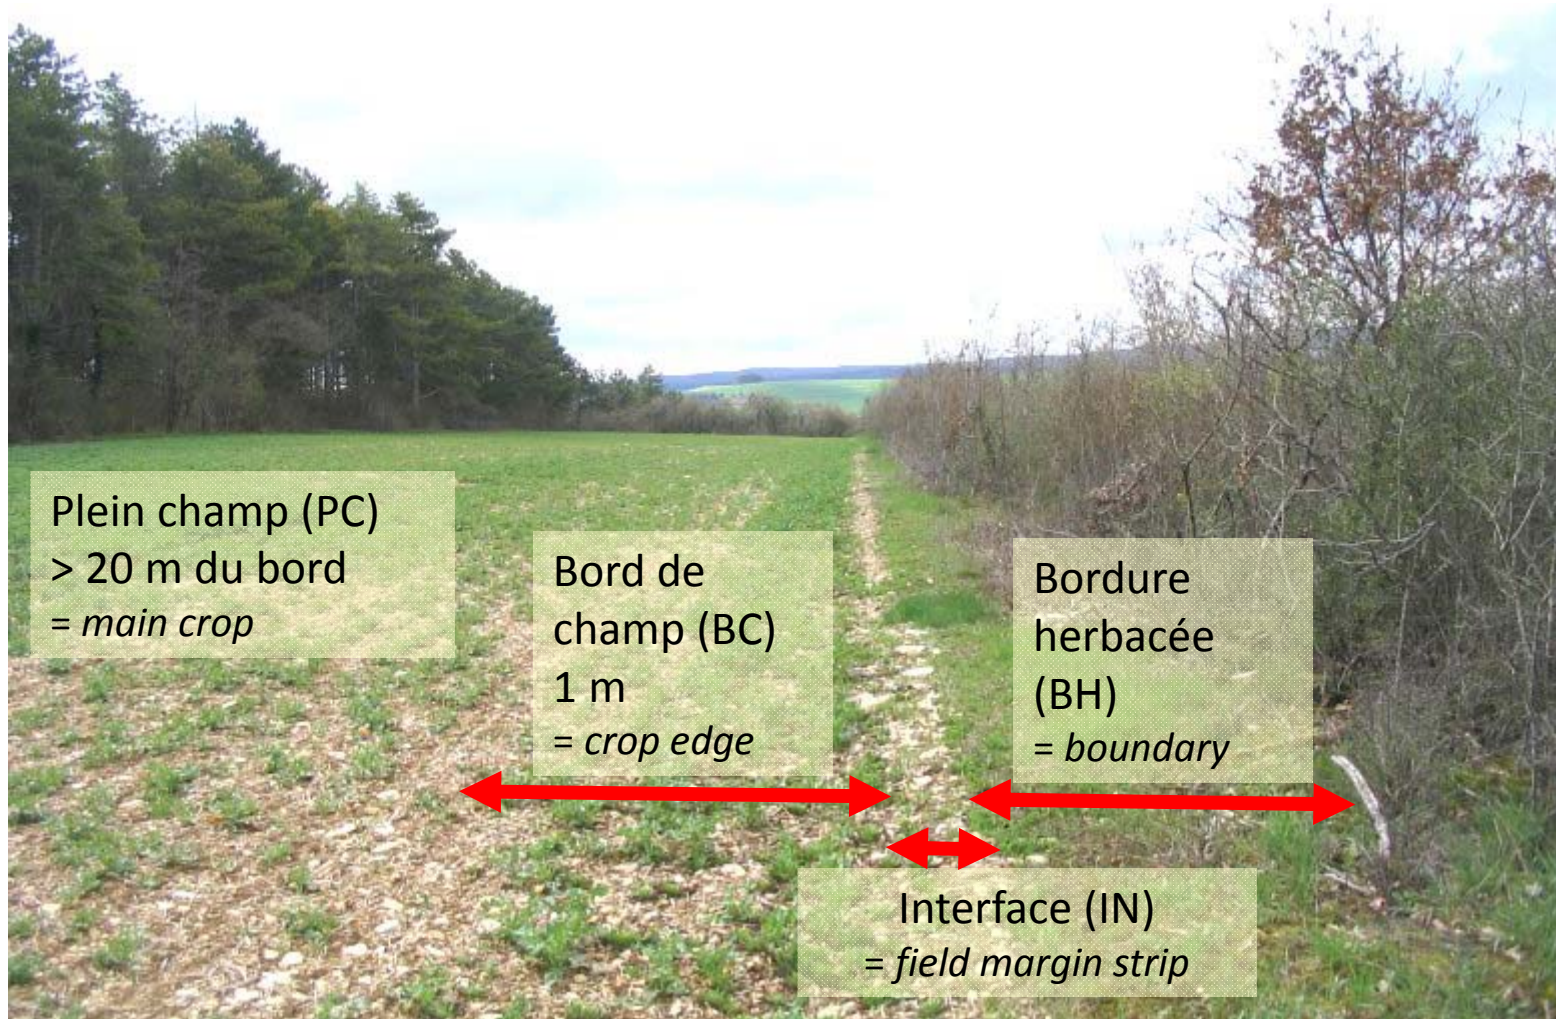 Plein champ (PC)
> 20 m du bord
= main crop
Bord de
champ (BC)
1 m
= crop edge
Bordure
herbacée
(BH)
= boundary
Interface (IN)
= field margin strip